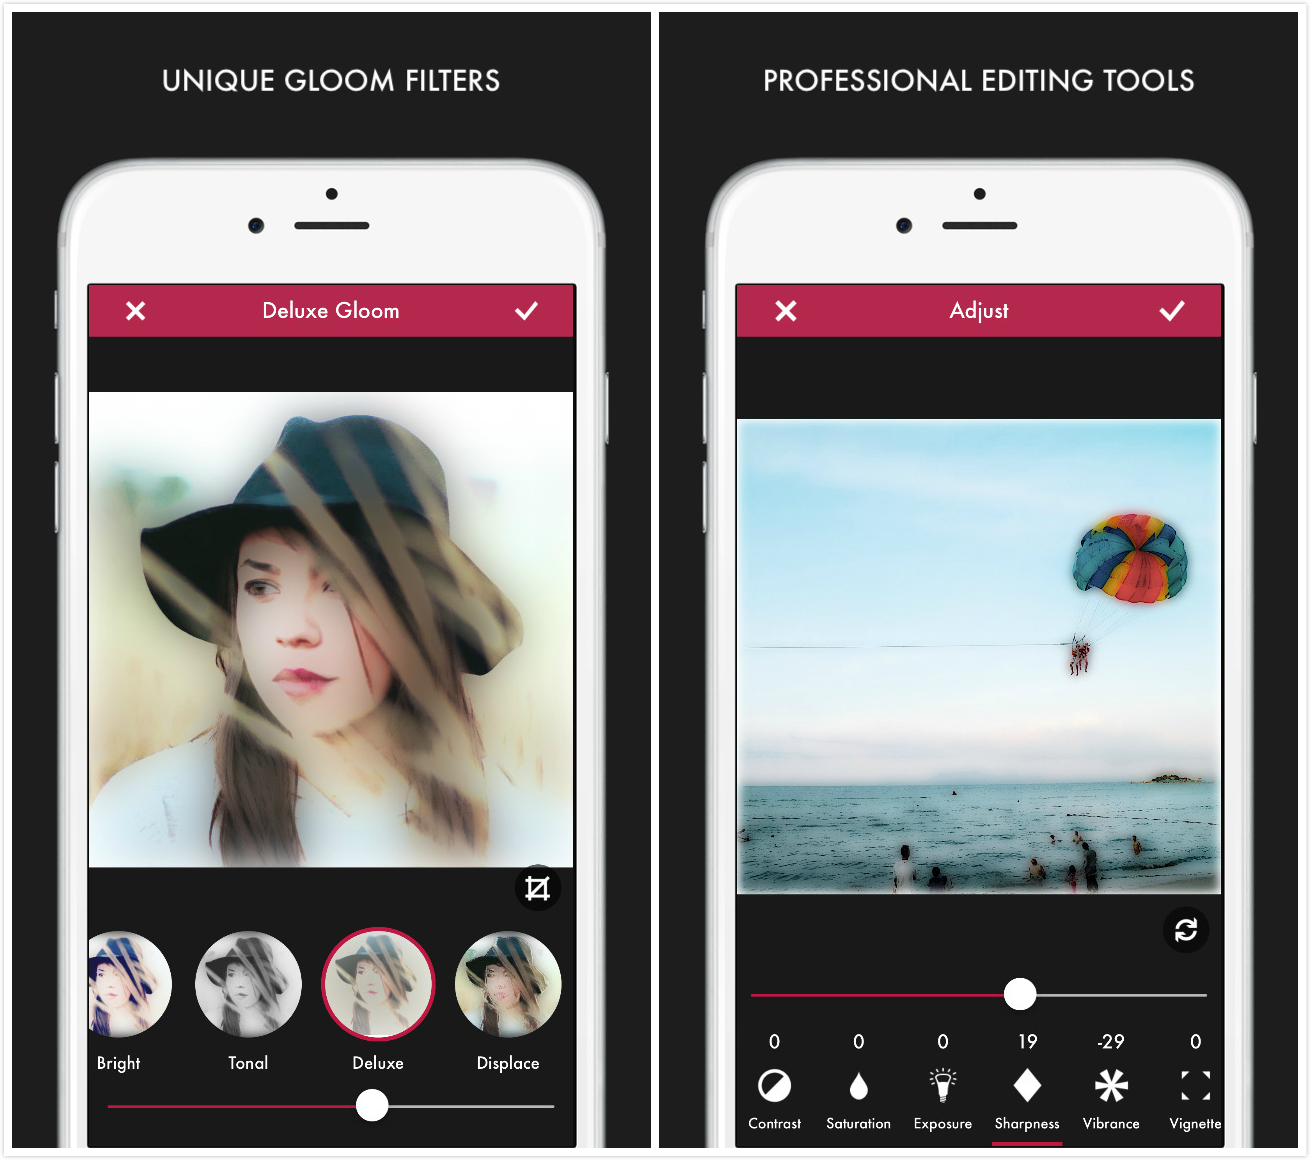 UNIQUE GLOOM FILTERS
Deluxe Gloom
Bright Tonal Deluxe Displace
PROFESSIONAL EDITING TOOLS
Adjust
0 0 0 19 -29 0
Contrast Saturation Exposure Sharpness Vibrance Vignette